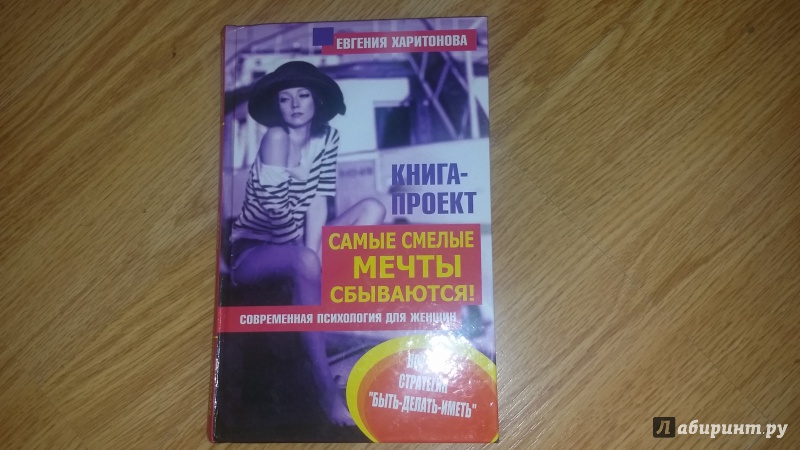 ЕВГЕНИЯ ХАРИТОНОВА
КНИГА-
ПРОЕКТ
САМЫЕ СМЕЛЫЕ
МЕЧТЫ
СБЫВАЮТСЯ!
СОВРЕМЕННАЯ ПСИХОЛОГИЯ ДЛЯ ЖЕНЩИН
СТРАТЕГИЯ
"БЫТЬ-ДЕЛАТЬ-ИМЕТЬ"
Лабиринт.ру